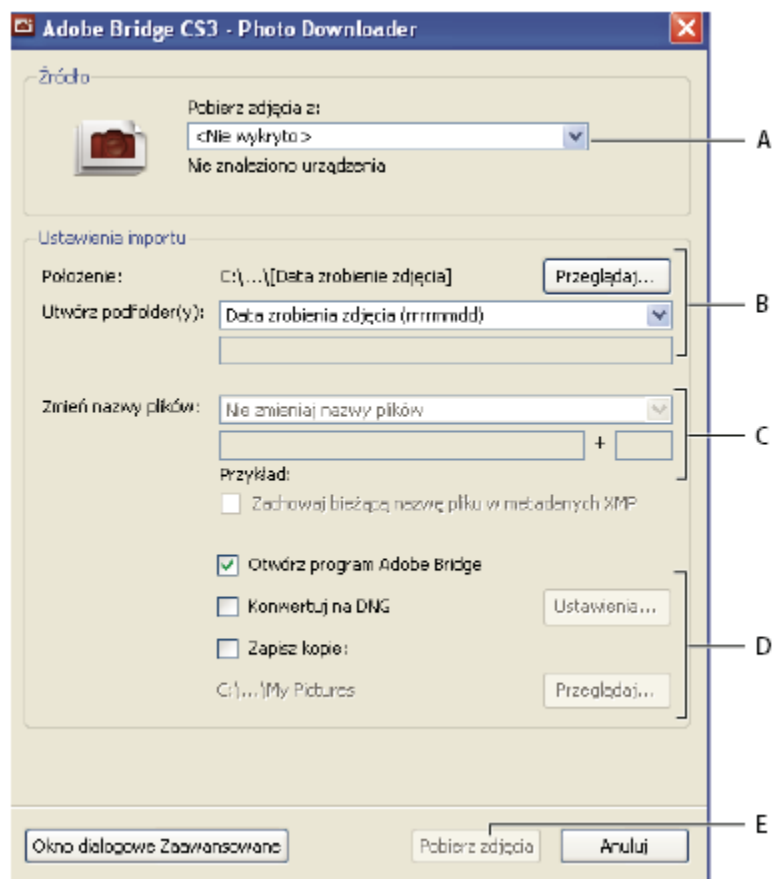 Adobe Bridge CS3 - Photo Downloader
Źródło
Pobierz zdjęcia z:
<Nie wykryto>
A
Nie znaleziono urządzenia
Ustawienia importu
Położenie:
C:\...\[Data zrobienie zdjęcia]
Przeglądaj...
B
Utwórz podfolder(y):
Data zrobienia zdjęcia (rrrrmmdd)
Zmień nazwy plików:
Nie zmieniaj nazwy plików
C
+
Przykład:
Zachowaj bieżącą nazwę pliku w metadanych XMP
Otwórz program Adobe Bridge
Konwertuj na DNG
Ustawienia...
D
Zapisz kopie:
C:\...\My Pictures
Przeglądaj...
E
Okno dialogowe Zaawansowane
Pobierz zdjęcia
Anuluj